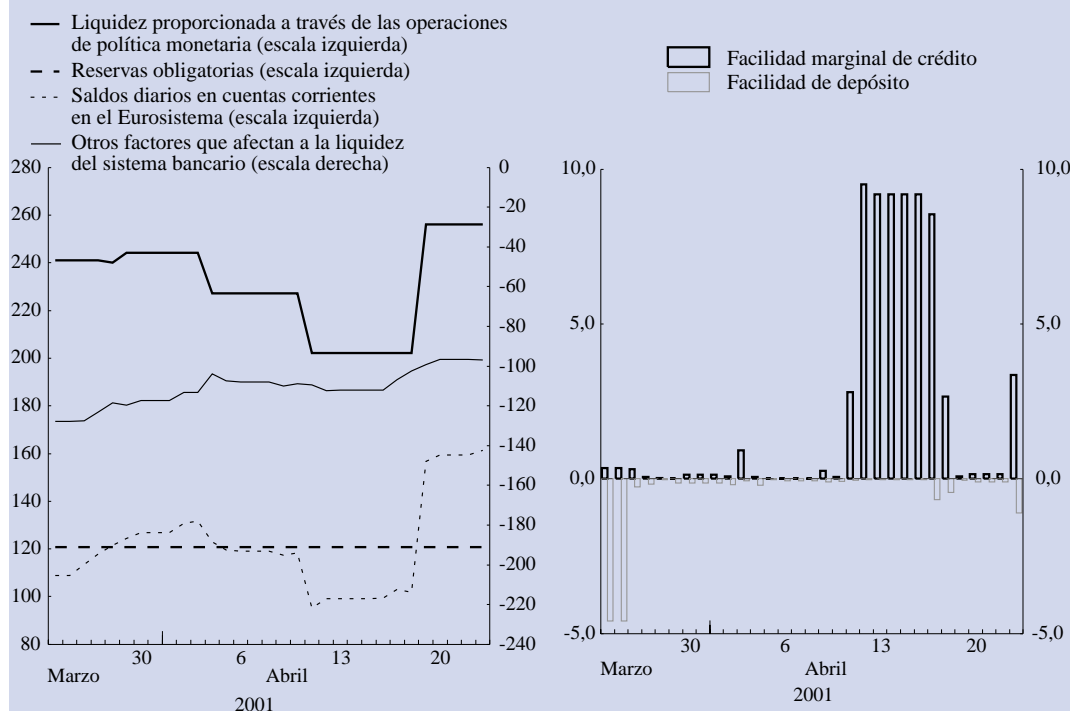 Liquidez proporcionada a través de las operaciones
de política monetaria (escala izquierda)
Reservas obligatorias (escala izquierda)
Saldos diarios en cuentas corrientes
en el Eurosistema (escala izquierda)
Otros factores que afectan a la liquidez
del sistema bancario (escala derecha)
280
260
240
220
200
180
160
140
120
100
80
0
-20
-40
-60
-80
-100
-120
-140
-160
-180
-200
-220
-240
30 6 13 20
Marzo Abril
2001
Facilidad marginal de crédito
Facilidad de depósito
10,0
5,0
0,0
-5,0
10,0
5,0
0,0
-5,0
30 6 13 20
Marzo Abril
2001